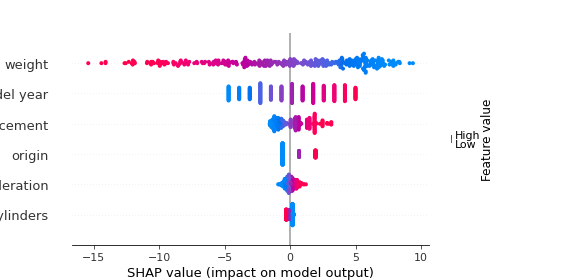 weight
del year
cement
origin
leration
ylinders
−15 −10 −5 0 5 10
SHAP value (impact on model output)
High
Low
Feature value